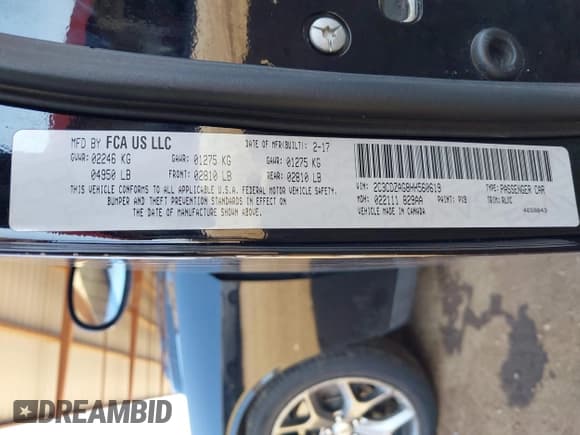 MFD BY FCA US LLC DATE OF MFR(BUILT): 2-17
GVWR: 02246 KG GAWR: 01275 KG GAWR: 01275 KG
04950 LB FRONT: 02810 LB REAR: 02810 LB
THIS VEHICLE CONFORMS TO ALL APPLICABLE U.S.A. FEDERAL MOTOR VEHICLE SAFETY,
BUMPER AND THEFT PREVENTION STANDARDS IN EFFECT ON
THE DATE OF MANUFACTURE SHOWN ABOVE.
VIN: 2C3CDZAG8HH560619 TYPE: PASSENGER CAR
MDH: 022111 829AA PAINT: PX8 TRIM:
VEHICLE MADE IN CANADA
DREAMBID